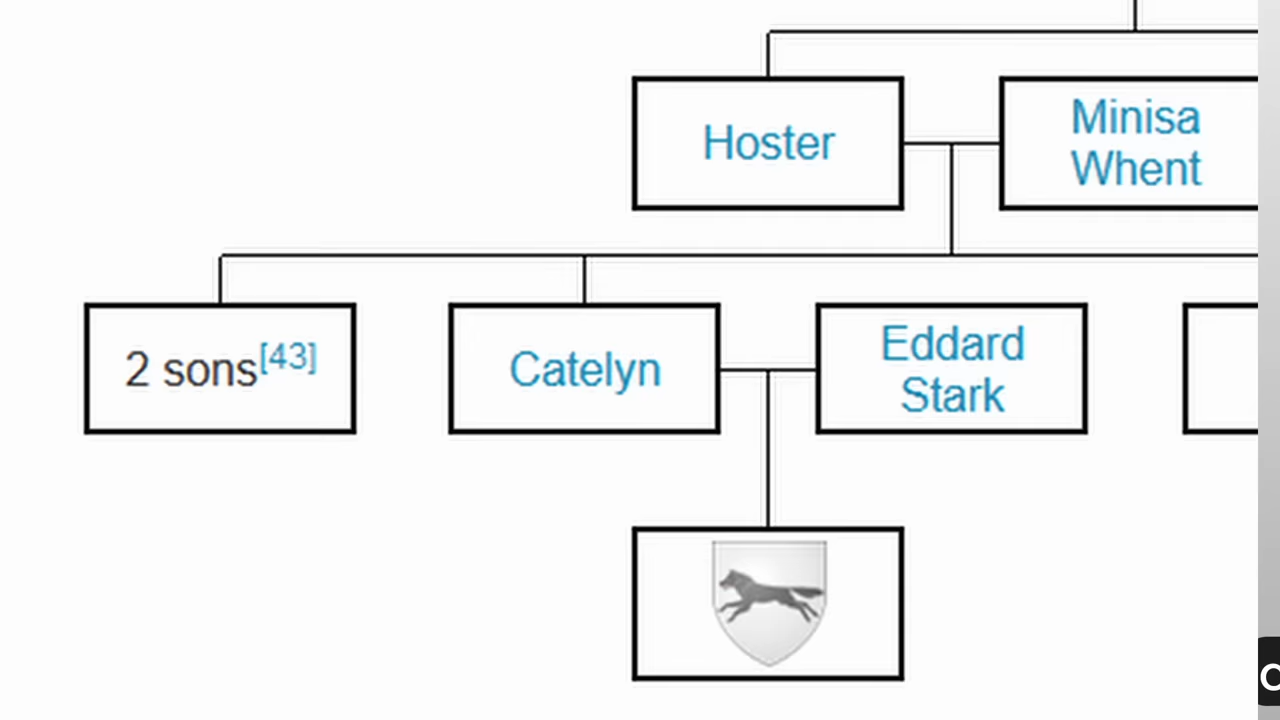 Hoster
Minisa
Whent
2 sons[43]
Catelyn
Eddard
Stark